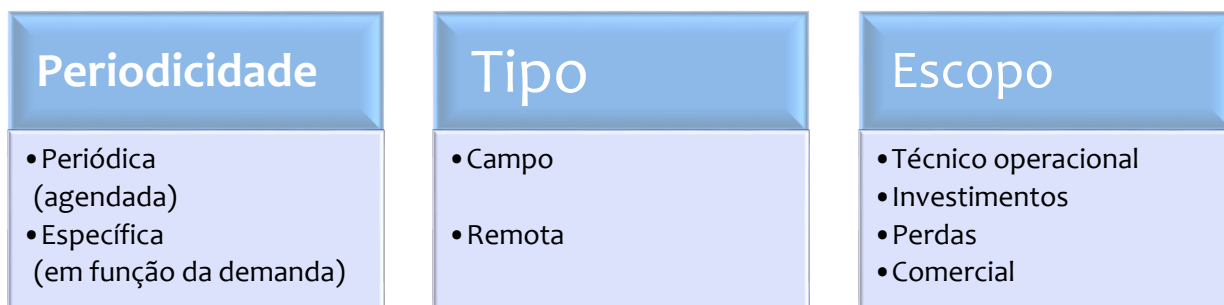 Periodicidade
•Periódica
(agendada)
•Específica
(em função da demanda)
Tipo
•Campo
•Remota
Escopo
•Técnico operacional
•Investimentos
•Perdas
•Comercial